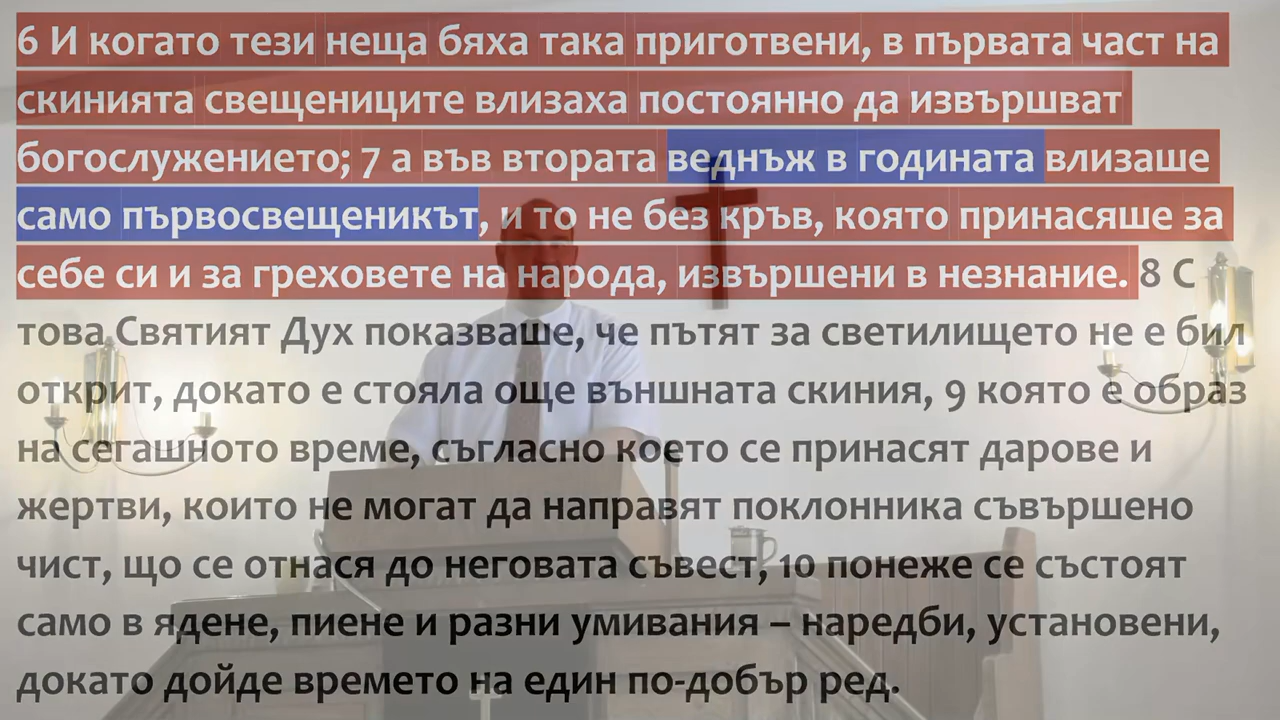 6 И когато тези неща бяха така приготвени, в първата част на
скинията свещениците влизаха постоянно да извършват
богослужението; 7 а във втората веднъж в годината влизаше
само първосвещеникът, и то не без кръв, която принасяше за
себе си и за греховете на народа, извършени в незнание. 8 С
това Святият Дух показваше, че пътят за светилището не е бил
открит, докато е стояла още външната скиния, 9 която е образ
на сегашното време, съгласно което се принасят дарове и
жертви, които не могат да направят поклонника съвършено
чист, що се отнася до неговата съвест, 10 понеже се състоят
само в ядене, пиене и разни умивания – наредби, установени,
докато дойде времето на един по-добър ред.